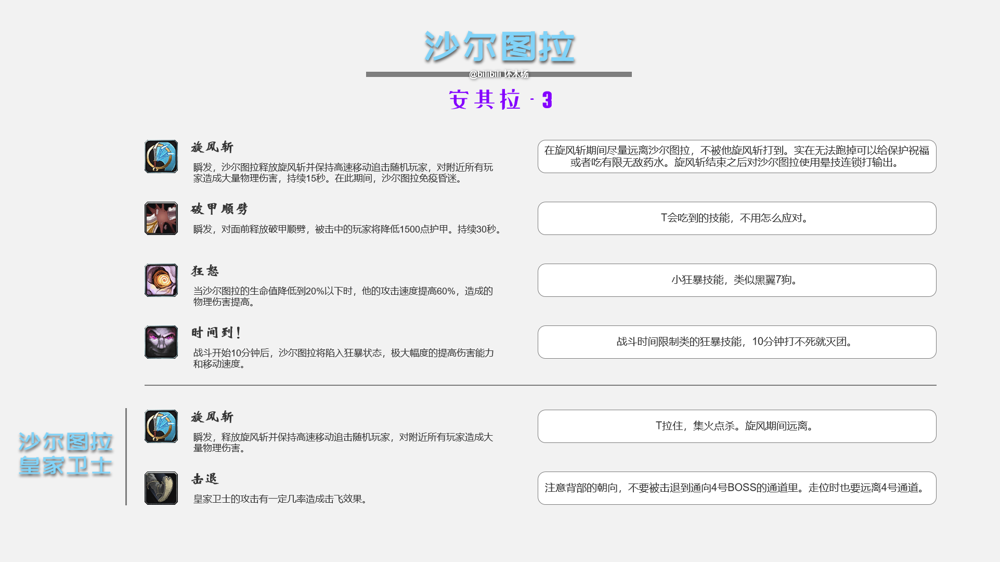 沙尔图拉
@bilibili 坏木杨
安其拉 - 3
旋风斩
瞬发，沙尔图拉释放旋风斩并保持高速移动追击随机玩家，对附近所有玩
家造成大量物理伤害，持续15秒。在此期间，沙尔图拉免疫昏迷。
在旋风斩期间尽量远离沙尔图拉，不被他旋风斩打到。实在无法跑掉可以给保护祝福
或者吃有限无敌药水。旋风斩结束之后对沙尔图拉使用晕技连锁打输出。
破甲顺劈
瞬发，对面前释放破甲顺劈，被击中的玩家将降低1500点护甲。持续30秒。
T会吃到的技能，不用怎么应对。
狂怒
当沙尔图拉的生命值降低到20%以下时，他的攻击速度提高60%，造成的
物理伤害提高。
小狂暴技能，类似黑翼7狗。
时间到！
战斗开始10分钟后，沙尔图拉将陷入狂暴状态，极大幅度的提高伤害能力
和移动速度。
战斗时间限制类的狂暴技能，10分钟打不死就灭团。
沙尔图拉
皇家卫士
旋风斩
瞬发，释放旋风斩并保持高速移动追击随机玩家，对附近所有玩家造成大
量物理伤害。
T拉住，集火点杀。旋风期间远离。
击退
皇家卫士的攻击有一定几率造成击飞效果。
注意背部的朝向，不要被击退到通向4号BOSS的通道里。走位时也要远离4号通道。